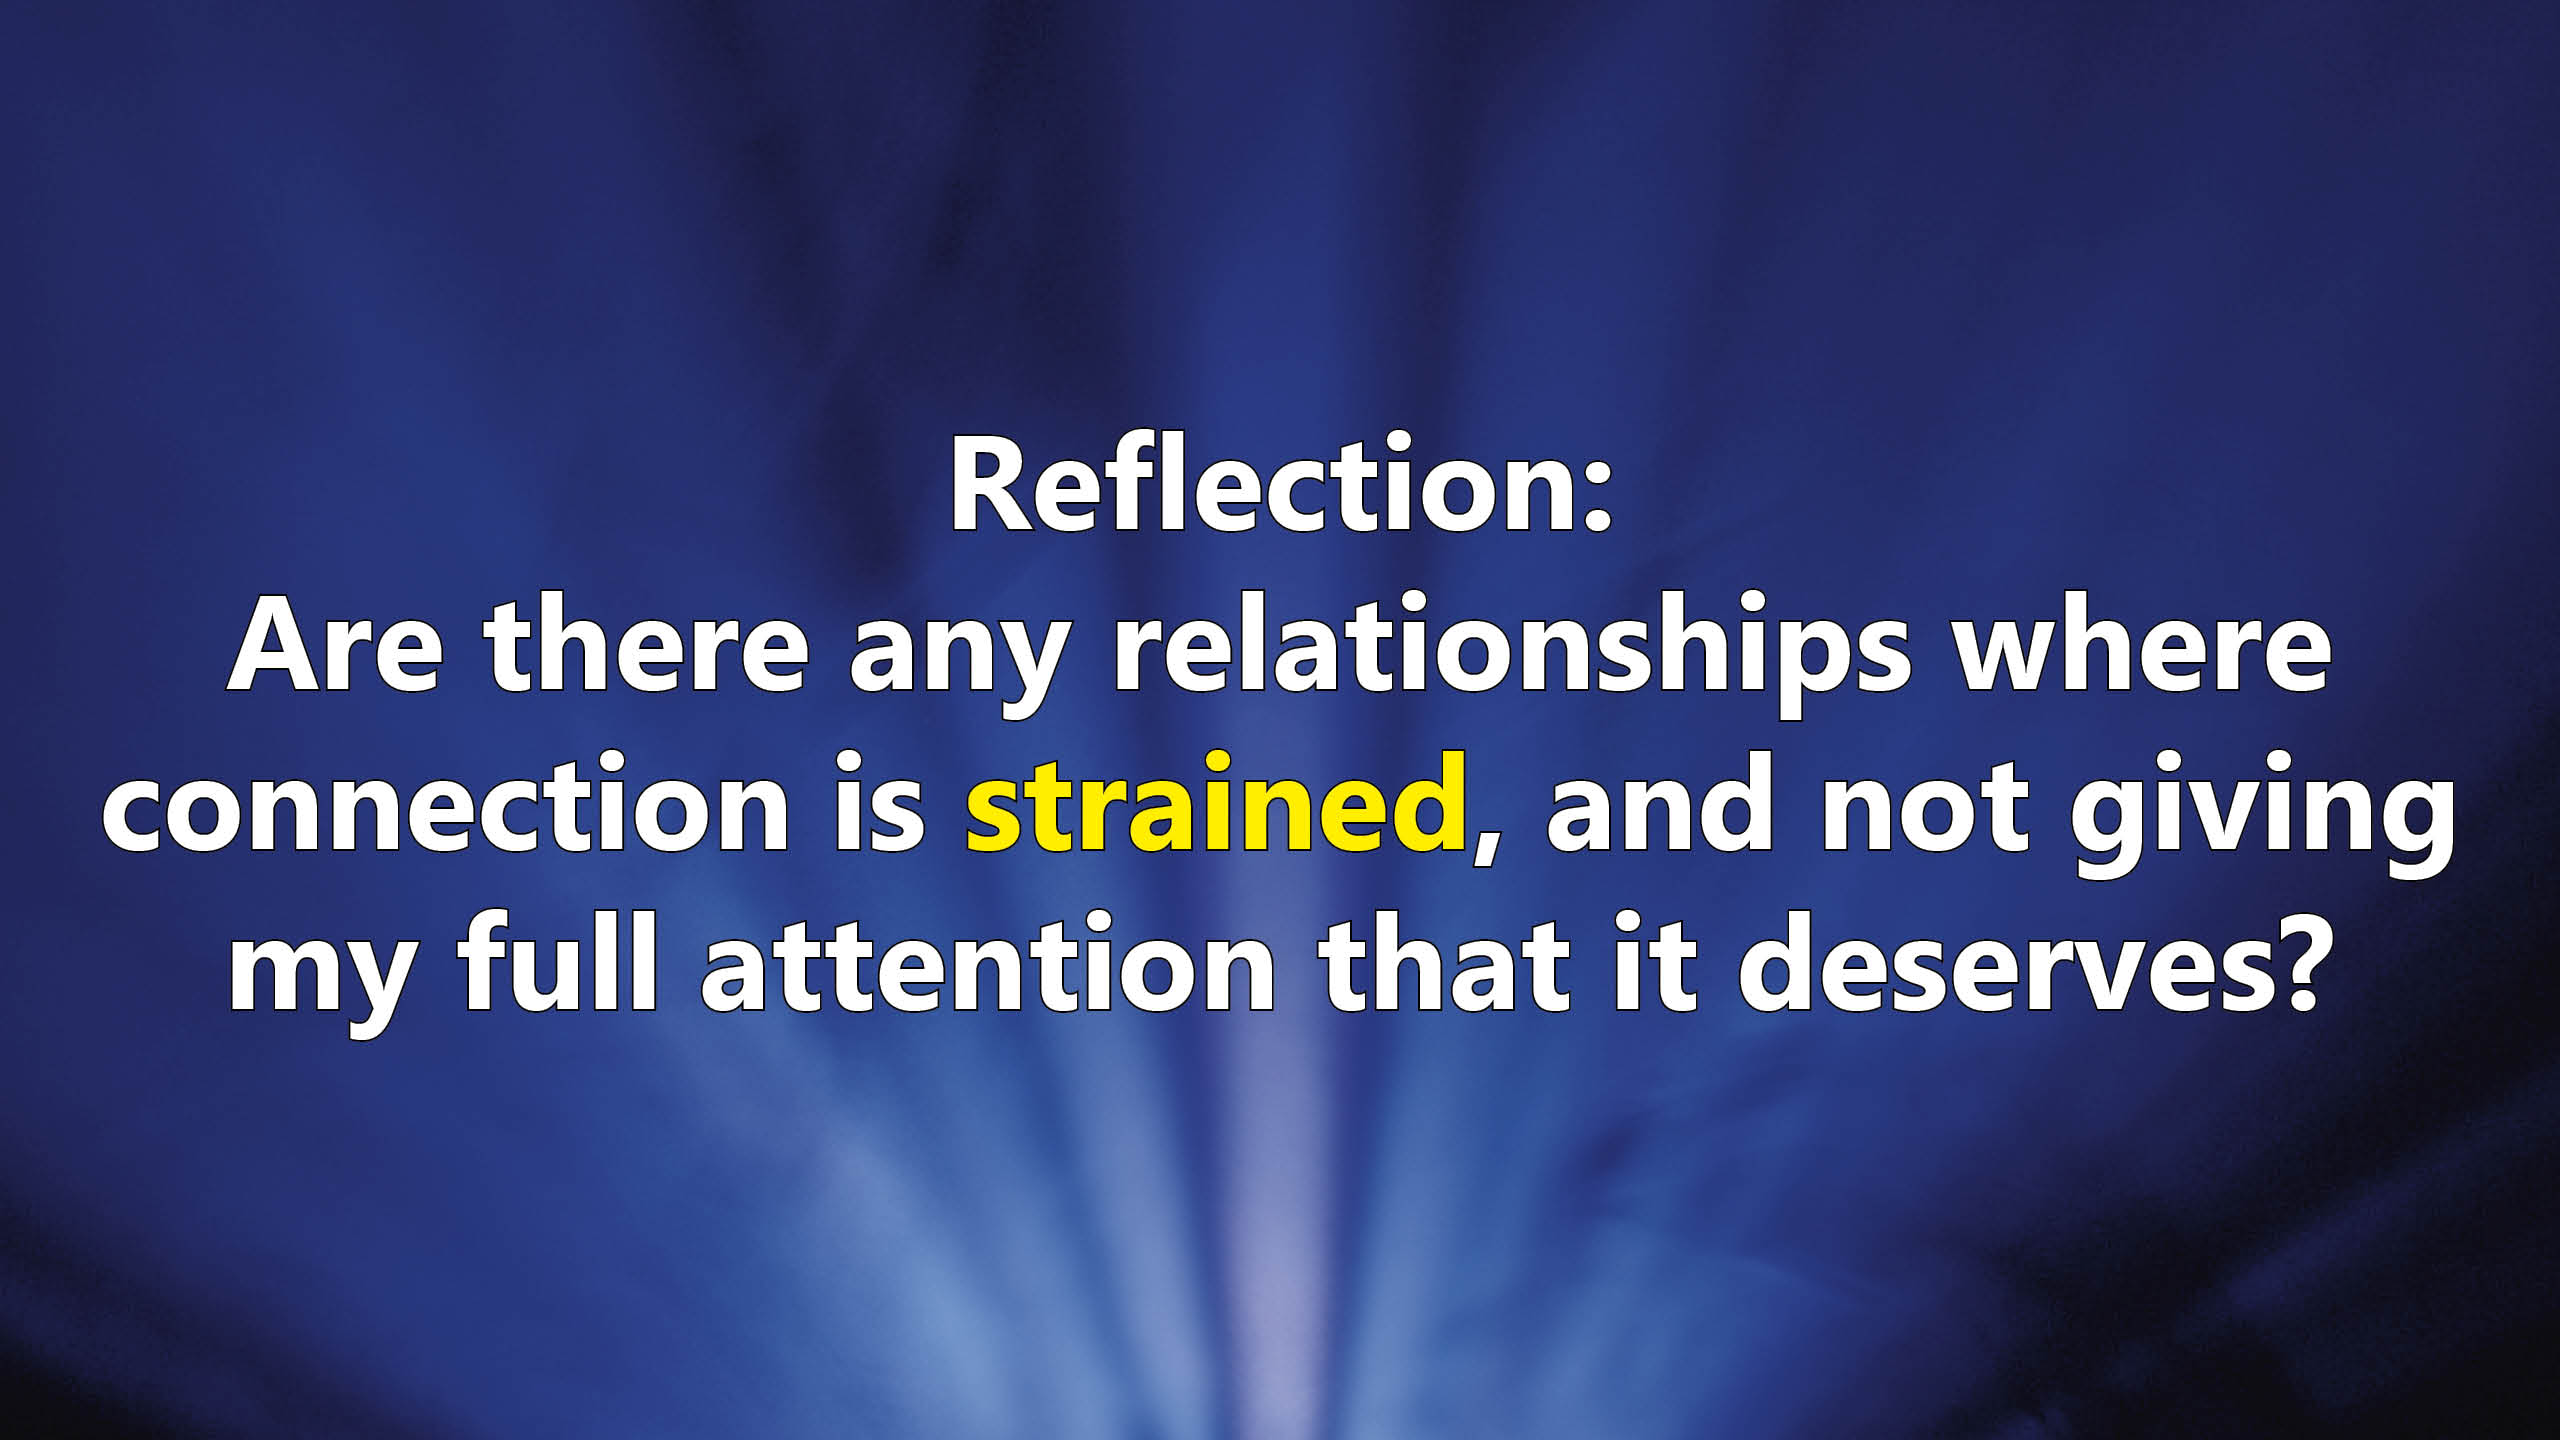 Reflection:
Are there any relationships where
connection is strained, and not giving
my full attention that it deserves?